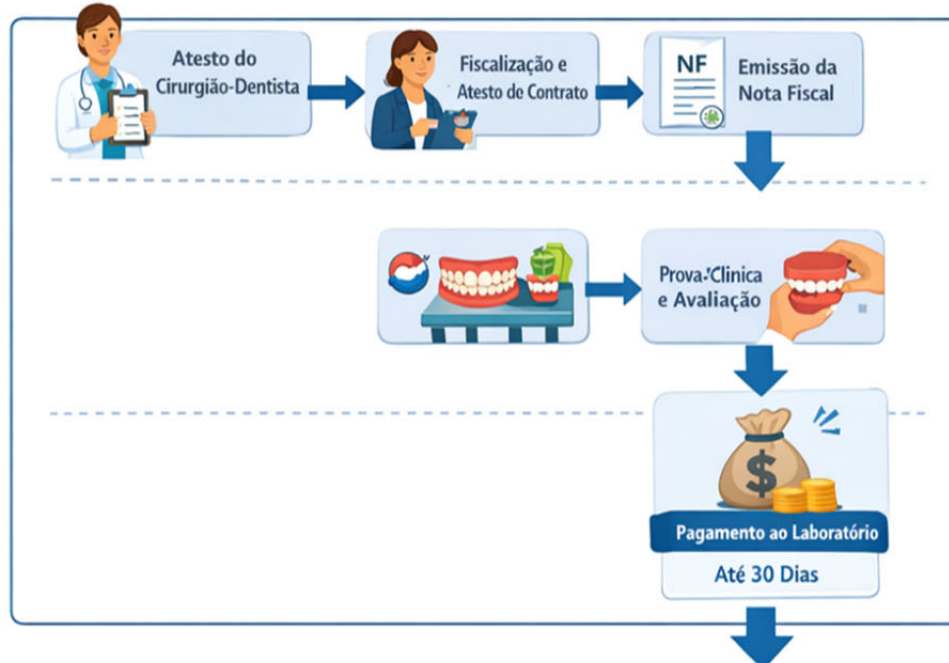 Atesto do
Cirurgião-Dentista
Fiscalização e
Atesto de Contrato
NF
Emissão da
Nota Fiscal
Prova-Clinica
e Avaliação
$
Pagamento ao Laboratório
Até 30 Dias